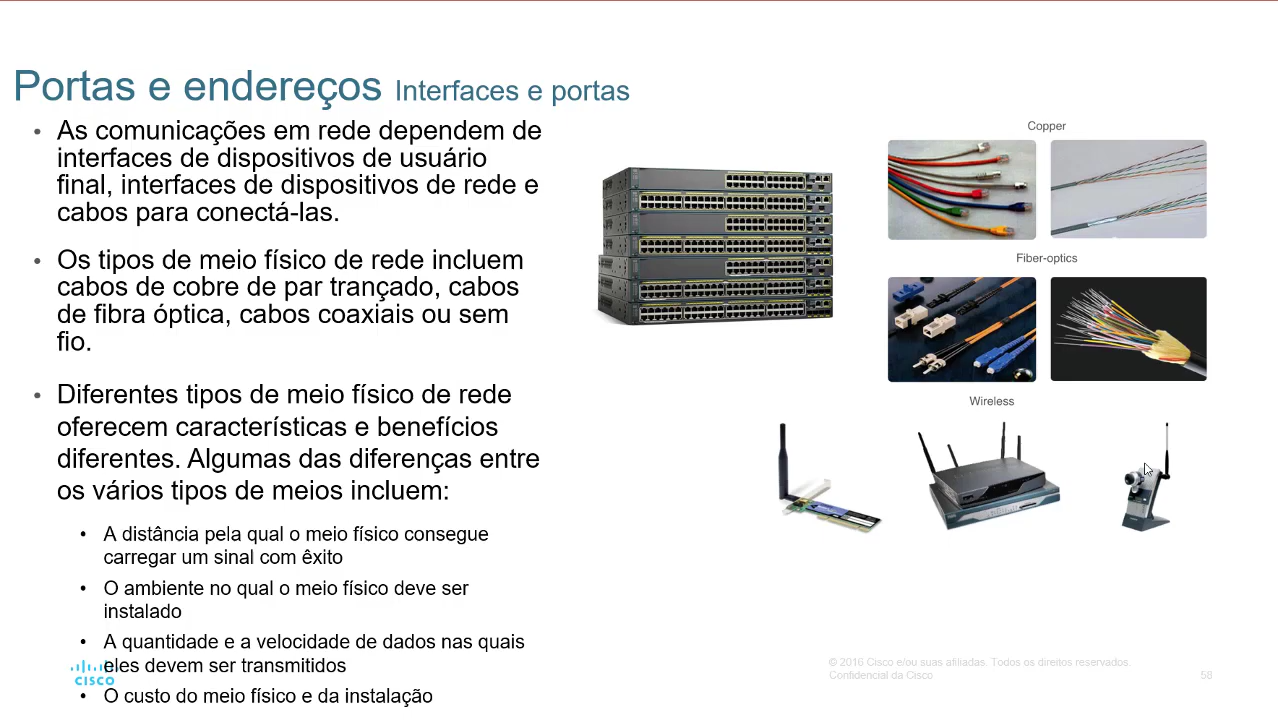 Portas e endereços Interfaces e portas
• As comunicações em rede dependem de
interfaces de dispositivos de usuário
final, interfaces de dispositivos de rede e
cabos para conectá-las.
• Os tipos de meio físico de rede incluem
cabos de cobre de par trançado, cabos
de fibra óptica, cabos coaxiais ou sem
fio.
• Diferentes tipos de meio físico de rede
oferecem características e benefícios
diferentes. Algumas das diferenças entre
os vários tipos de meios incluem:
• A distância pela qual o meio físico consegue
carregar um sinal com êxito
• O ambiente no qual o meio físico deve ser
instalado
• A quantidade e a velocidade de dados nas quais
eles devem ser transmitidos
• O custo do meio físico e da instalação
Copper
Fiber-optics
Wireless
CISCO
© 2016 Cisco e/ou suas afiliadas. Todos os direitos reservados.
Confidencial da Cisco
58